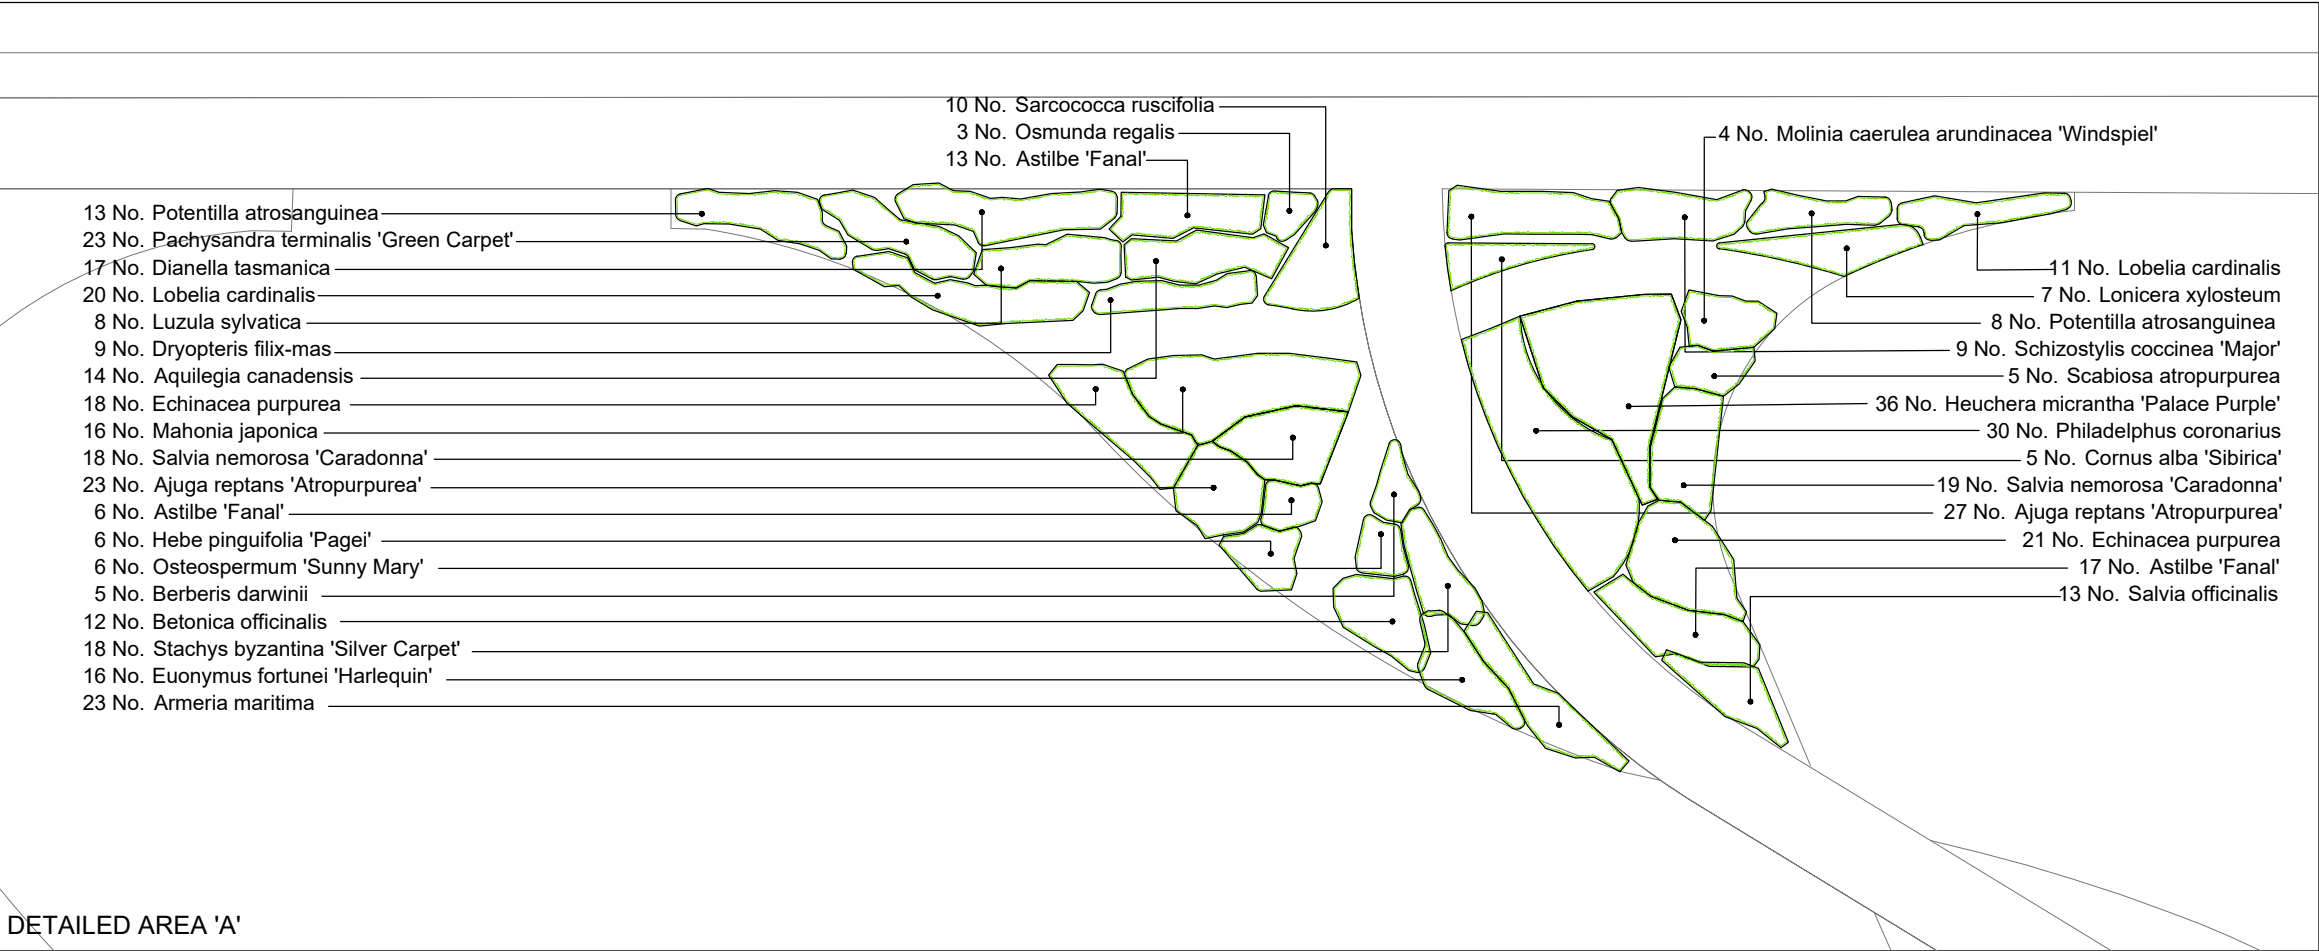 10 No. Sarcococca ruscifolia
3 No. Osmunda regalis
13 No. Astilbe 'Fanal'
4 No. Molinia caerulea arundinacea 'Windspiel'
13 No. Potentilla atrosanguinea
23 No. Pachysandra terminalis 'Green Carpet'
17 No. Dianella tasmanica
20 No. Lobelia cardinalis
8 No. Luzula sylvatica
9 No. Dryopteris filix-mas
14 No. Aquilegia canadensis
18 No. Echinacea purpurea
16 No. Mahonia japonica
18 No. Salvia nemorosa 'Caradonna'
23 No. Ajuga reptans 'Atropurpurea'
6 No. Astilbe 'Fanal'
6 No. Hebe pinguifolia 'Pagei'
6 No. Osteospermum 'Sunny Mary'
5 No. Berberis darwinii
12 No. Betonica officinalis
18 No. Stachys byzantina 'Silver Carpet'
16 No. Euonymus fortunei 'Harlequin'
23 No. Armeria maritima
11 No. Lobelia cardinalis
7 No. Lonicera xylosteum
8 No. Potentilla atrosanguinea
9 No. Schizostylis coccinea 'Major'
5 No. Scabiosa atropurpurea
36 No. Heuchera micrantha 'Palace Purple'
30 No. Philadelphus coronarius
5 No. Cornus alba 'Sibirica'
19 No. Salvia nemorosa 'Caradonna'
27 No. Ajuga reptans 'Atropurpurea'
21 No. Echinacea purpurea
17 No. Astilbe 'Fanal'
13 No. Salvia officinalis
DETAILED AREA 'A'